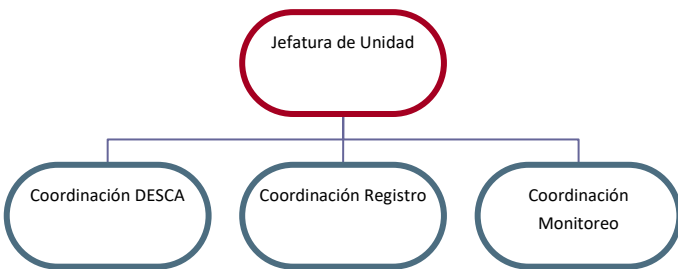 Jefatura de Unidad
Coordinación DESCA
Coordinación Registro
Coordinación
Monitoreo